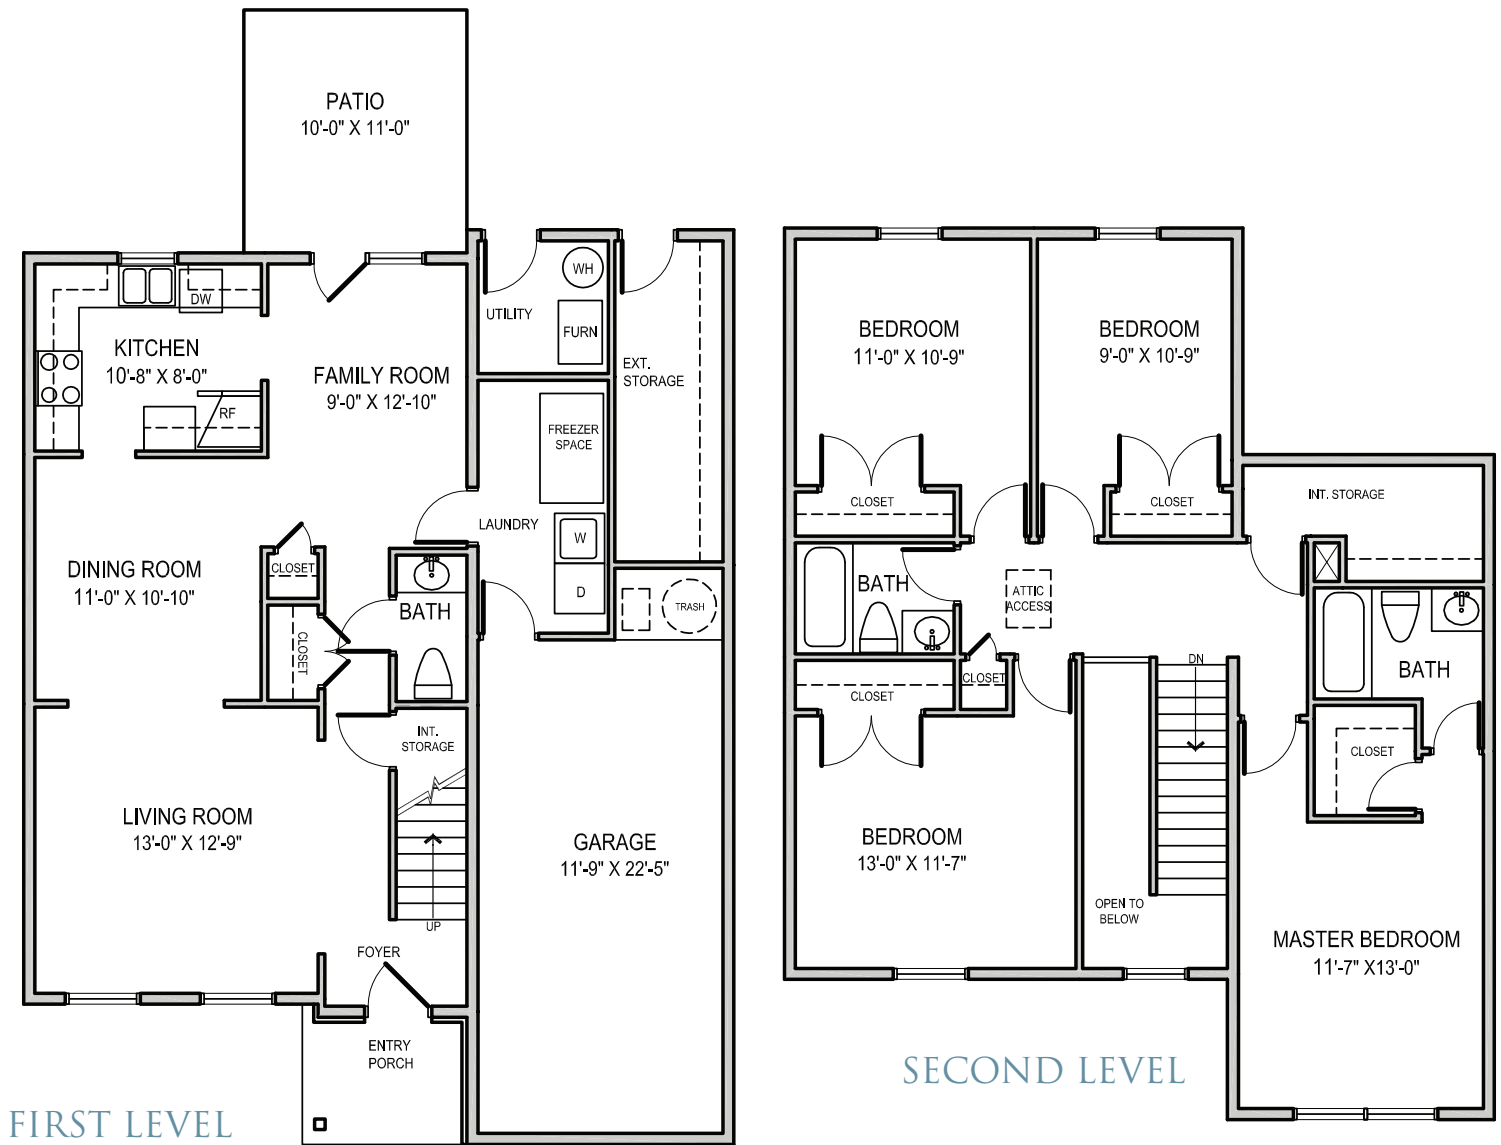 PATIO
10'-0" X 11'-0"
DW
KITCHEN
10'-8" X 8'-0"
RF
FAMILY ROOM
9'-0" X 12'-10"
WH
UTILITY
FURN
EXT.
STORAGE
FREEZER
SPACE
LAUNDRY
W
D
DINING ROOM
11'-0" X 10'-10"
CLOSET
CLOSET
BATH
TRASH
INT.
STORAGE
LIVING ROOM
13'-0" X 12'-9"
GARAGE
11'-9" X 22'-5"
UP
FOYER
ENTRY
PORCH
FIRST LEVEL
BEDROOM
11'-0" X 10'-9"
BEDROOM
9'-0" X 10'-9"
CLOSET
CLOSET
INT. STORAGE
BATH
ATTIC
ACCESS
CLOSET
CLOSET
DN
BATH
CLOSET
BEDROOM
13'-0" X 11'-7"
OPEN TO
BELOW
MASTER BEDROOM
11'-7" X13'-0"
SECOND LEVEL